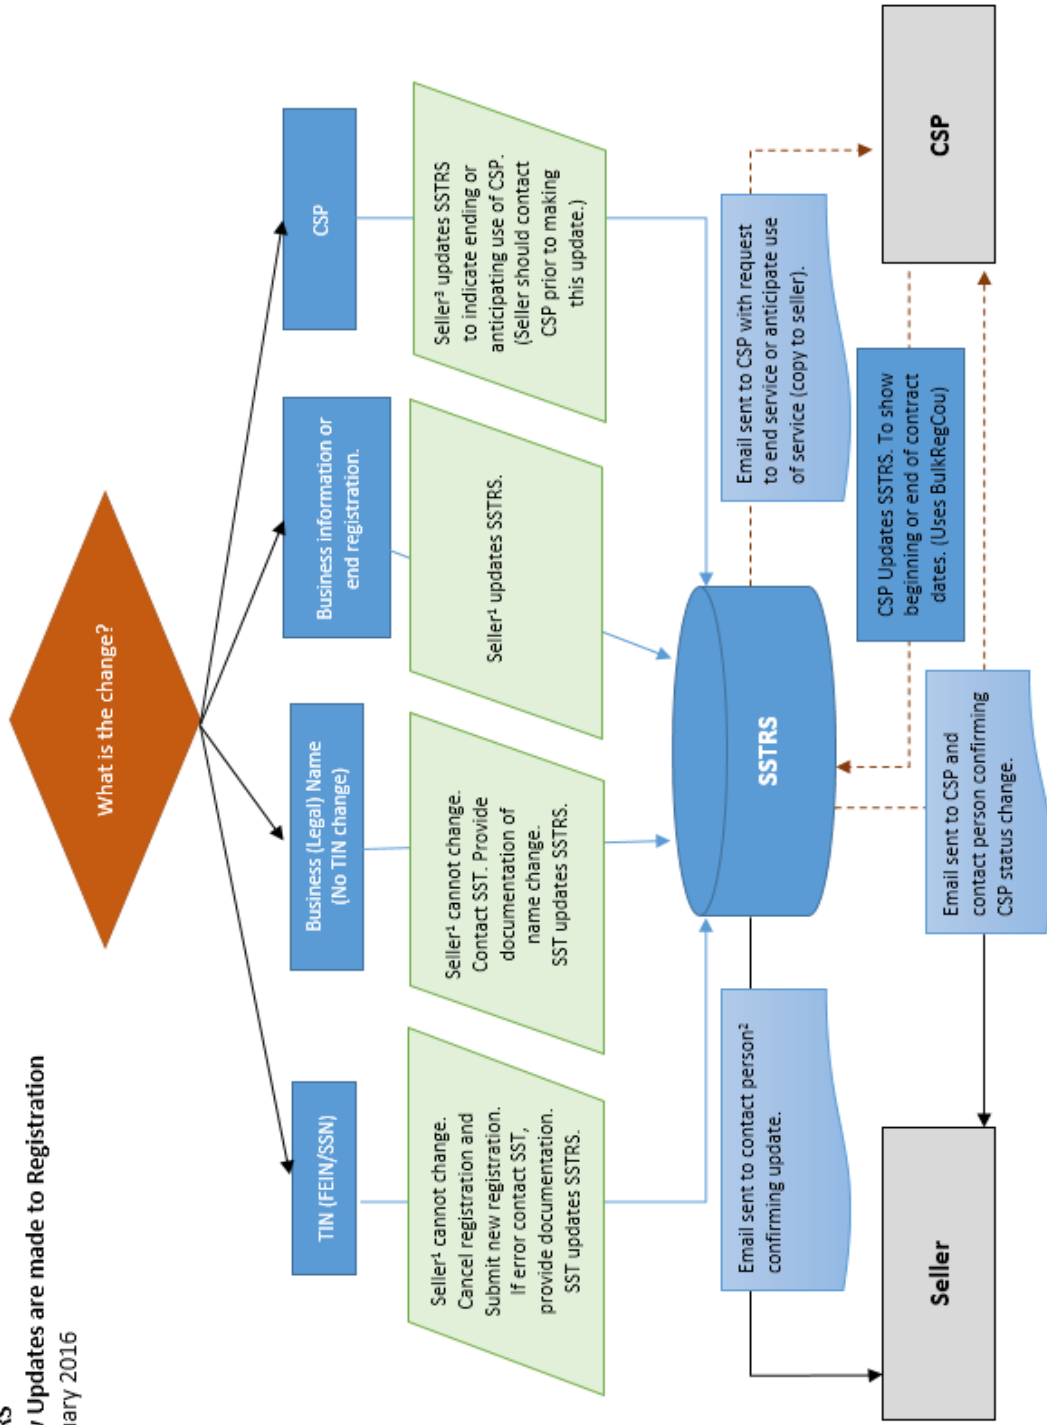 RS
Updates are made to Registration
2016
What is the change?
TIN (FEIN/SSN)
Business (Legal) Name
(No TIN change)
Business information or
end registration.
CSP
Seller¹ cannot change.
Cancel registration and
Submit new registration.
If error contact SST,
provide documentation.
SST updates SSTRS.
Seller¹ cannot change.
Contact SST. Provide
documentation of
name change.
SST updates SSTRS.
Seller¹ updates SSTRS.
Seller³ updates SSTRS
to indicate ending or
anticipating use of CSP.
(Seller should contact
CSP prior to making
this update.)
SSTRS
Email sent to contact person²
confirming update.
Email sent to CSP with request
to end service or anticipate use
of service (copy to seller).
CSP Updates SSTRS. To show
beginning or end of contract
dates. (Uses BulkRegCou)
Email sent to CSP and
contact person confirming
CSP status change.
Seller
CSP